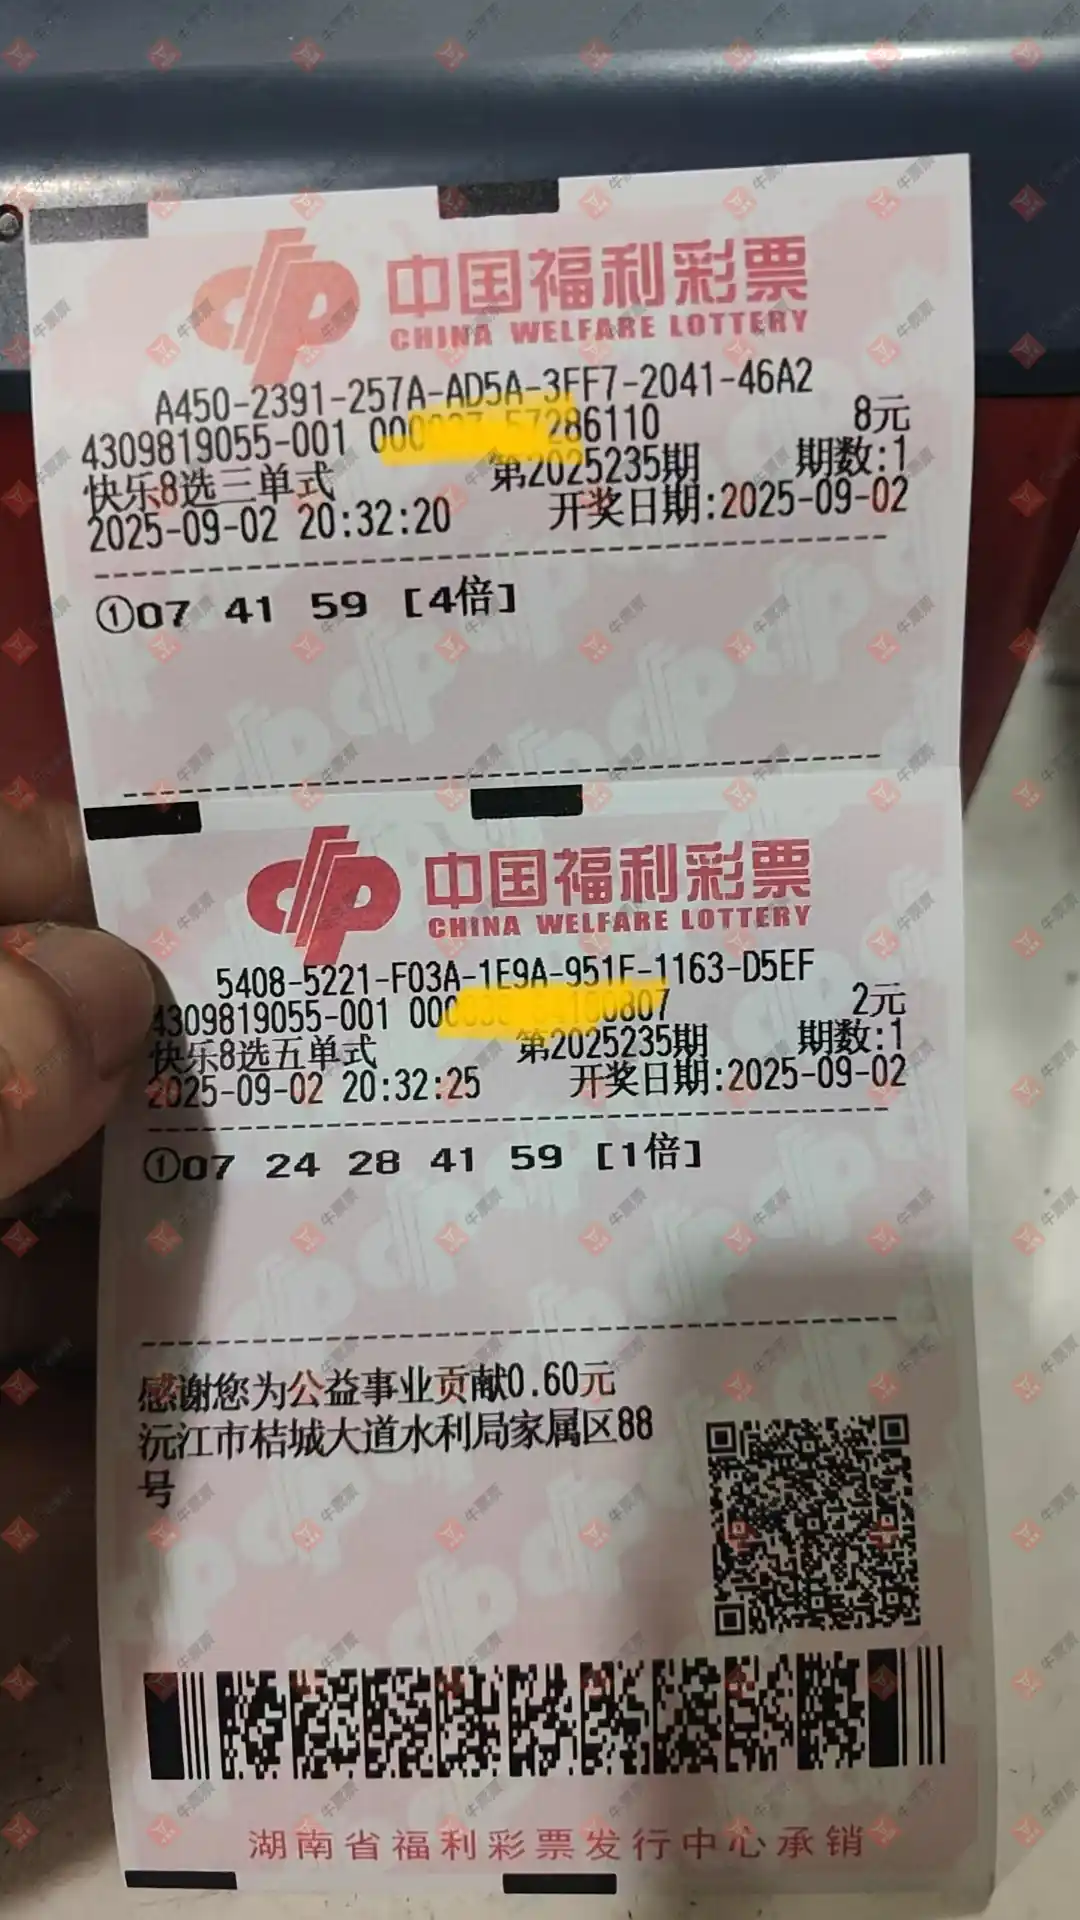 中国福利彩票
CHINA WELFARE LOTTERY
A450-2391-257A-AD5A-3FF7-2041-46A2
4309819055-001 000 286110 8元
快乐8选三单式 第2025235期 期数:1
2025-09-02 20:32:20 开奖日期:2025-09-02
①07 41 59 [4倍]
中国福利彩票
CHINA WELFARE LOTTERY
5408-5221-F03A-1E9A-951F-1163-D5EF
4309819055-001 000 0807 2元
快乐8选五单式 第2025235期 期数:1
2025-09-02 20:32:25 开奖日期:2025-09-02
①07 24 28 41 59 [1倍]
感谢您为公益事业贡献0.60元
沅江市桔城大道水利局家属区88
号
湖南省福利彩票发行中心承销
牛票票